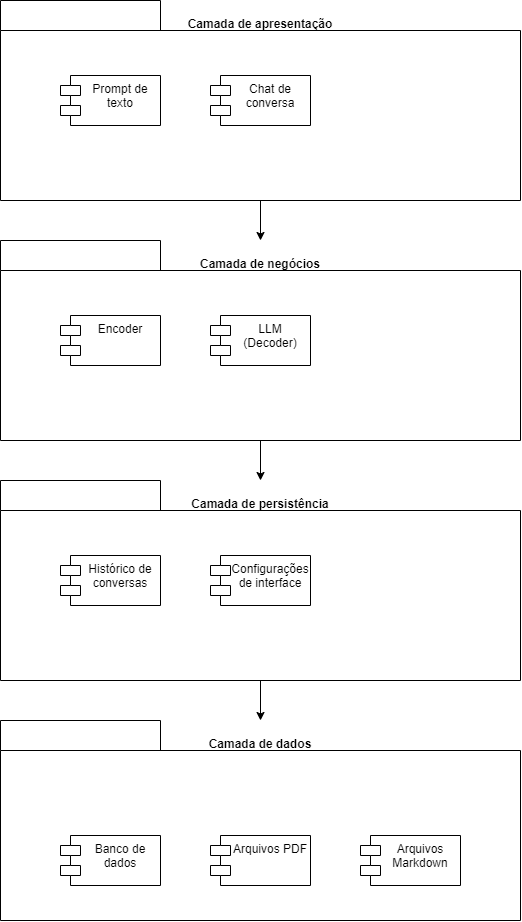 Camada de apresentação
Prompt de
texto
Chat de
conversa
Camada de negócios
Encoder
LLM
(Decoder)
Camada de persistência
Histórico de
conversas
Configurações
de interface
Camada de dados
Banco de
dados
Arquivos PDF
Arquivos
Markdown